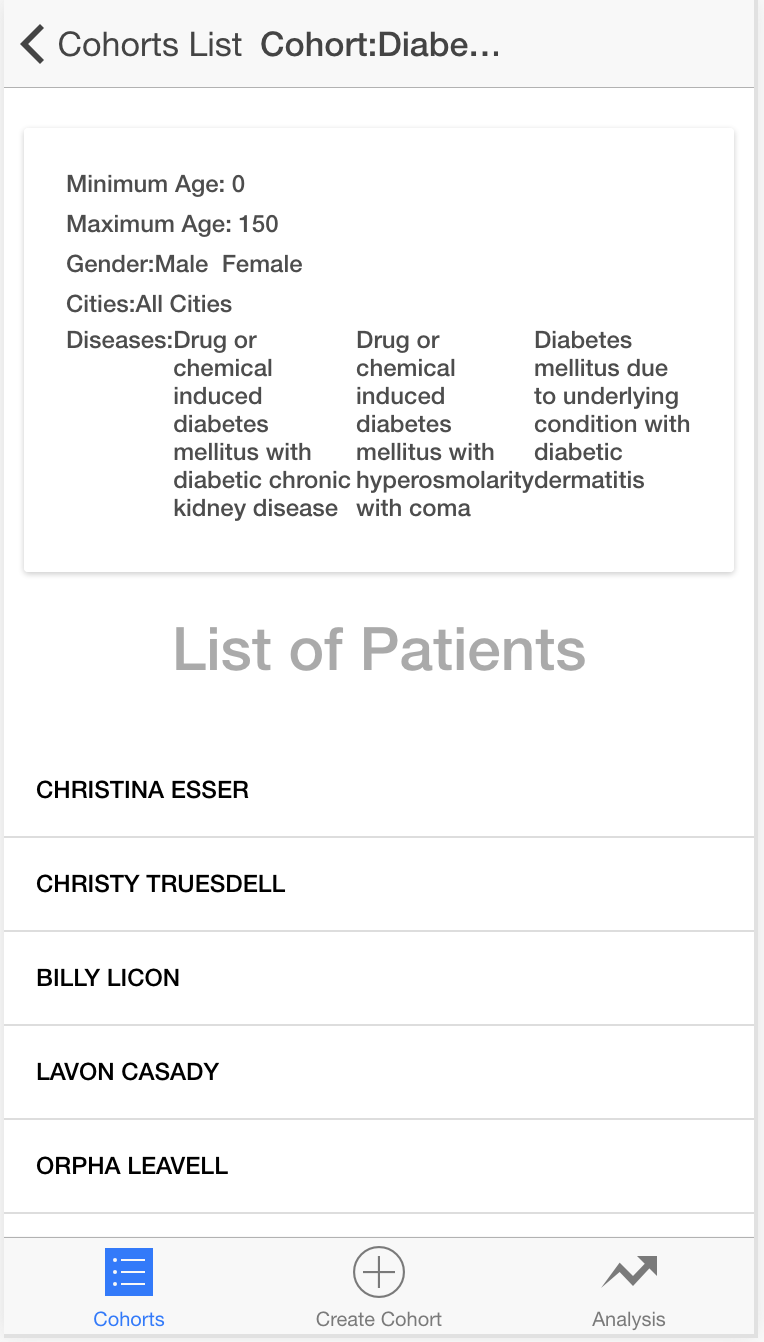 Cohorts List Cohort:Diabe...
Minimum Age: 0
Maximum Age: 150
Gender:Male Female
Cities:All Cities
Diseases:Drug or chemical induced diabetes mellitus with diabetic chronic kidney disease
Drug or chemical induced diabetes mellitus with hyperosmolarity with coma
Diabetes mellitus due to underlying condition with diabetic dermatitis
List of Patients
CHRISTINA ESSER
CHRISTY TRUESDELL
BILLY LICON
LAVON CASADY
ORPHA LEAVELL
Cohorts
Create Cohort
Analysis